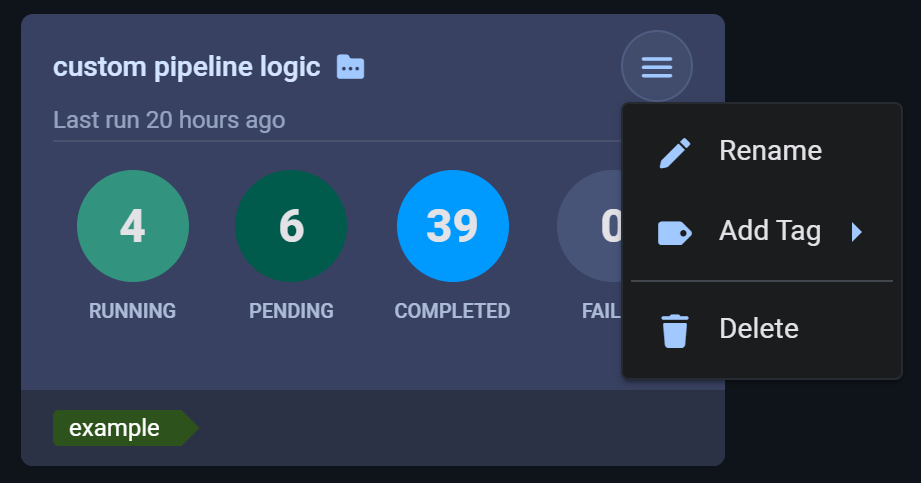 custom pipeline logic
Last run 20 hours ago
4
6
39
0
RUNNING
PENDING
COMPLETED
FAIL
Rename
Add Tag
Delete
example